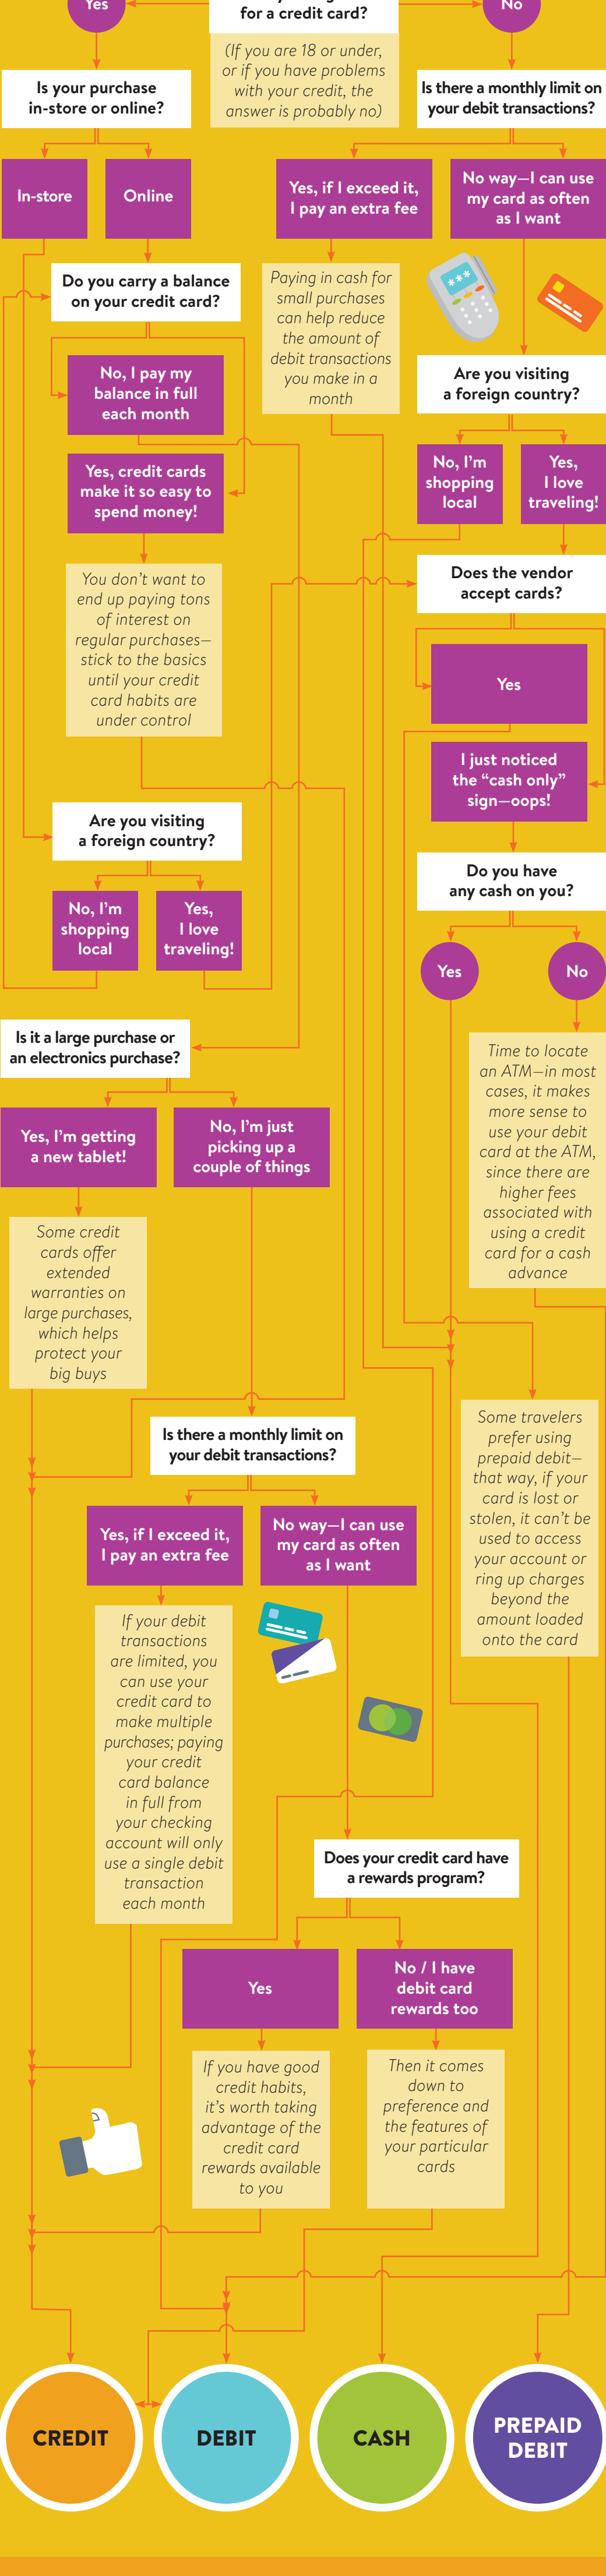 Yes
for a credit card?
No
(If you are 18 or under,
or if you have problems
with your credit, the
answer is probably no)
Is your purchase
in-store or online?
Is there a monthly limit on
your debit transactions?
In-store
Online
Yes, if I exceed it,
I pay an extra fee
No way—I can use
my card as often
as I want
Do you carry a balance
on your credit card?
Paying in cash for
small purchases
can help reduce
the amount of
debit transactions
you make in a
month
***
No, I pay my
balance in full
each month
Are you visiting
a foreign country?
Yes, credit cards
make it so easy to
spend money!
No, I'm
shopping
local
Yes,
I love
traveling!
You don't want to
end up paying tons
of interest on
regular purchases—
stick to the basics
until your credit
card habits are
under control
Does the vendor
accept cards?
Yes
I just noticed
the “cash only”
sign—oops!
Are you visiting
a foreign country?
Do you have
any cash on you?
No, I'm
shopping
local
Yes,
I love
traveling!
Yes
No
Is it a large purchase or
an electronics purchase?
Time to locate
an ATM—in most
cases, it makes
more sense to
use your debit
card at the ATM,
since there are
higher fees
associated with
using a credit
card for a cash
advance
Yes, I'm getting
a new tablet!
No, I'm just
picking up a
couple of things
Some credit
cards offer
extended
warranties on
large purchases,
which helps
protect your
big buys
Some travelers
prefer using
prepaid debit—
that way, if your
card is lost or
stolen, it can't be
used to access
your account or
ring up charges
beyond the
amount loaded
onto the card
Is there a monthly limit on
your debit transactions?
Yes, if I exceed it,
I pay an extra fee
No way—I can use
my card as often
as I want
If your debit
transactions
are limited, you
can use your
credit card to
make multiple
purchases; paying
your credit
card balance
in full from
your checking
account will only
use a single debit
transaction
each month
Does your credit card have
a rewards program?
Yes
No / I have
debit card
rewards too
If you have good
credit habits,
it's worth taking
advantage of the
credit card
rewards available
to you
Then it comes
down to
preference and
the features of
your particular
cards
CREDIT
DEBIT
CASH
PREPAID
DEBIT